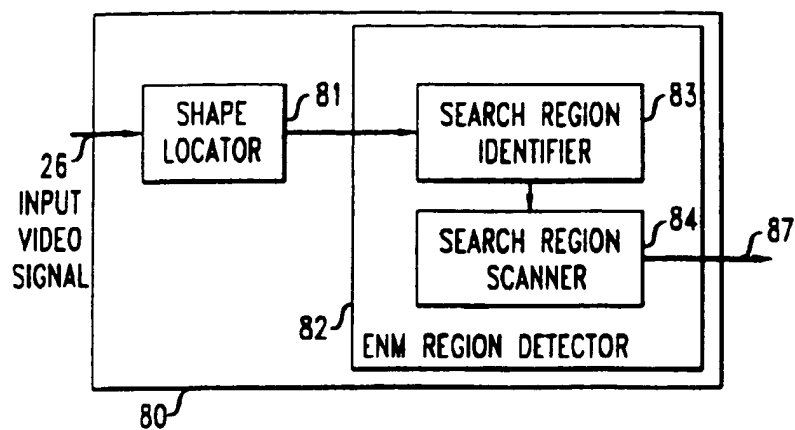 SHAPE
LOCATOR
81
26
INPUT
VIDEO
SIGNAL
SEARCH REGION
IDENTIFIER
83
SEARCH REGION
SCANNER
84
87
82
ENM REGION DETECTOR
80